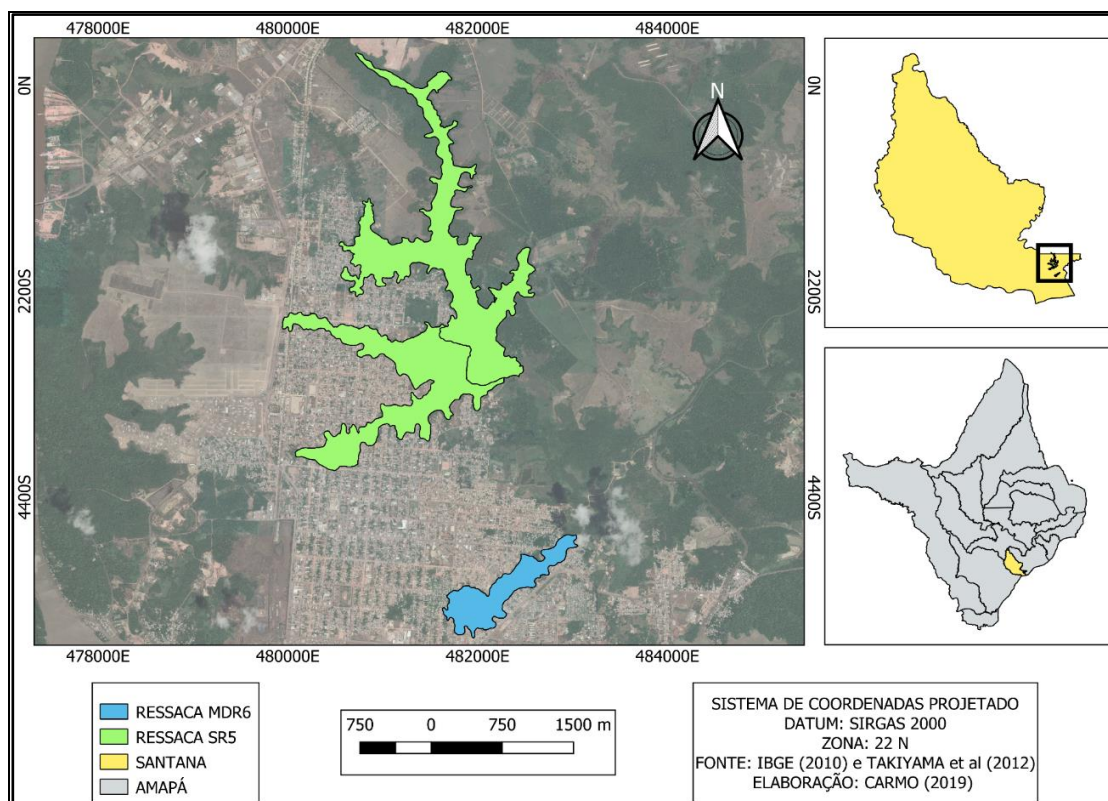 478000E 480000E 482000E 484000E
0N
2200S
4400S
N
0N
2200S
4400S
478000E 480000E 482000E 484000E
RESSACA MDR6
RESSACA SR5
SANTANA
AMAPÁ
750 0 750 1500 m
SISTEMA DE COORDENADAS PROJETADO
DATUM: SIRGAS 2000
ZONA: 22 N
FONTE: IBGE (2010) e TAKIYAMA et al (2012)
ELABORAÇÃO: CARMO (2019)